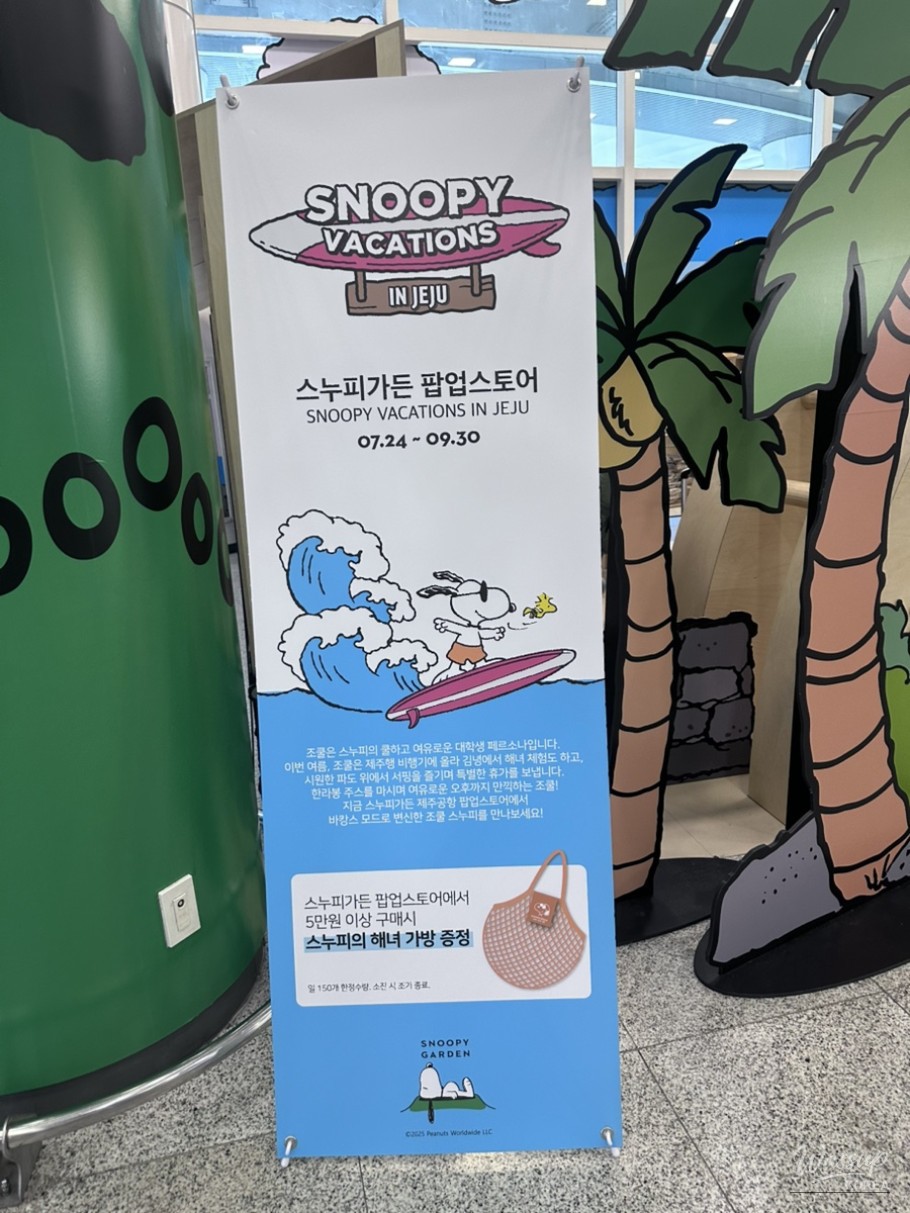 SNOOPY
VACATIONS
IN JEJU
스누피가든 팝업스토어
SNOOPY VACATIONS IN JEJU
07.24 ~ 09.30
조쿨은 스누피의 쿨하고 여유로운 대학생 페르소나입니다.
이번 여름, 조쿨은 제주행 비행기에 올라 김녕에서 해녀 체험도 하고,
시원한 파도 위에서 서핑을 즐기며 특별한 휴가를 보냅니다.
한라봉 주스를 마시며 여유로운 오후까지 만끽하는 조쿨!
지금 스누피가든 제주공항 팝업스토어에서
바캉스 모드로 변신한 조쿨 스누피를 만나보세요!
스누피가든 팝업스토어에서
5만원 이상 구매시
스누피의 해녀 가방 증정
일 150개 한정수량. 소진 시 조기 종료.
SNOOPY
GARDEN
©2025 Peanuts Worldwide LLC